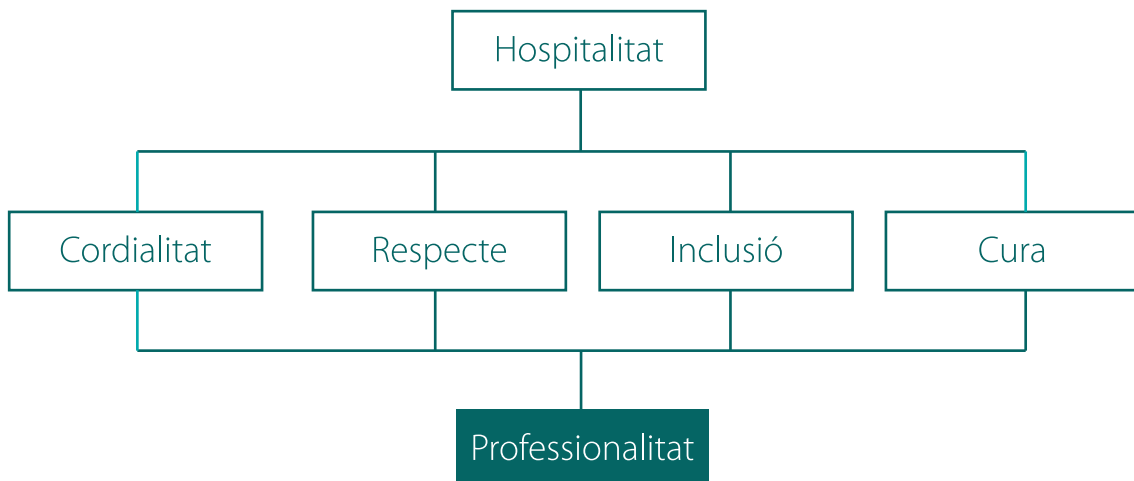 Hospitalitat
Cordialitat
Respecte
Inclusió
Cura
Professionalitat